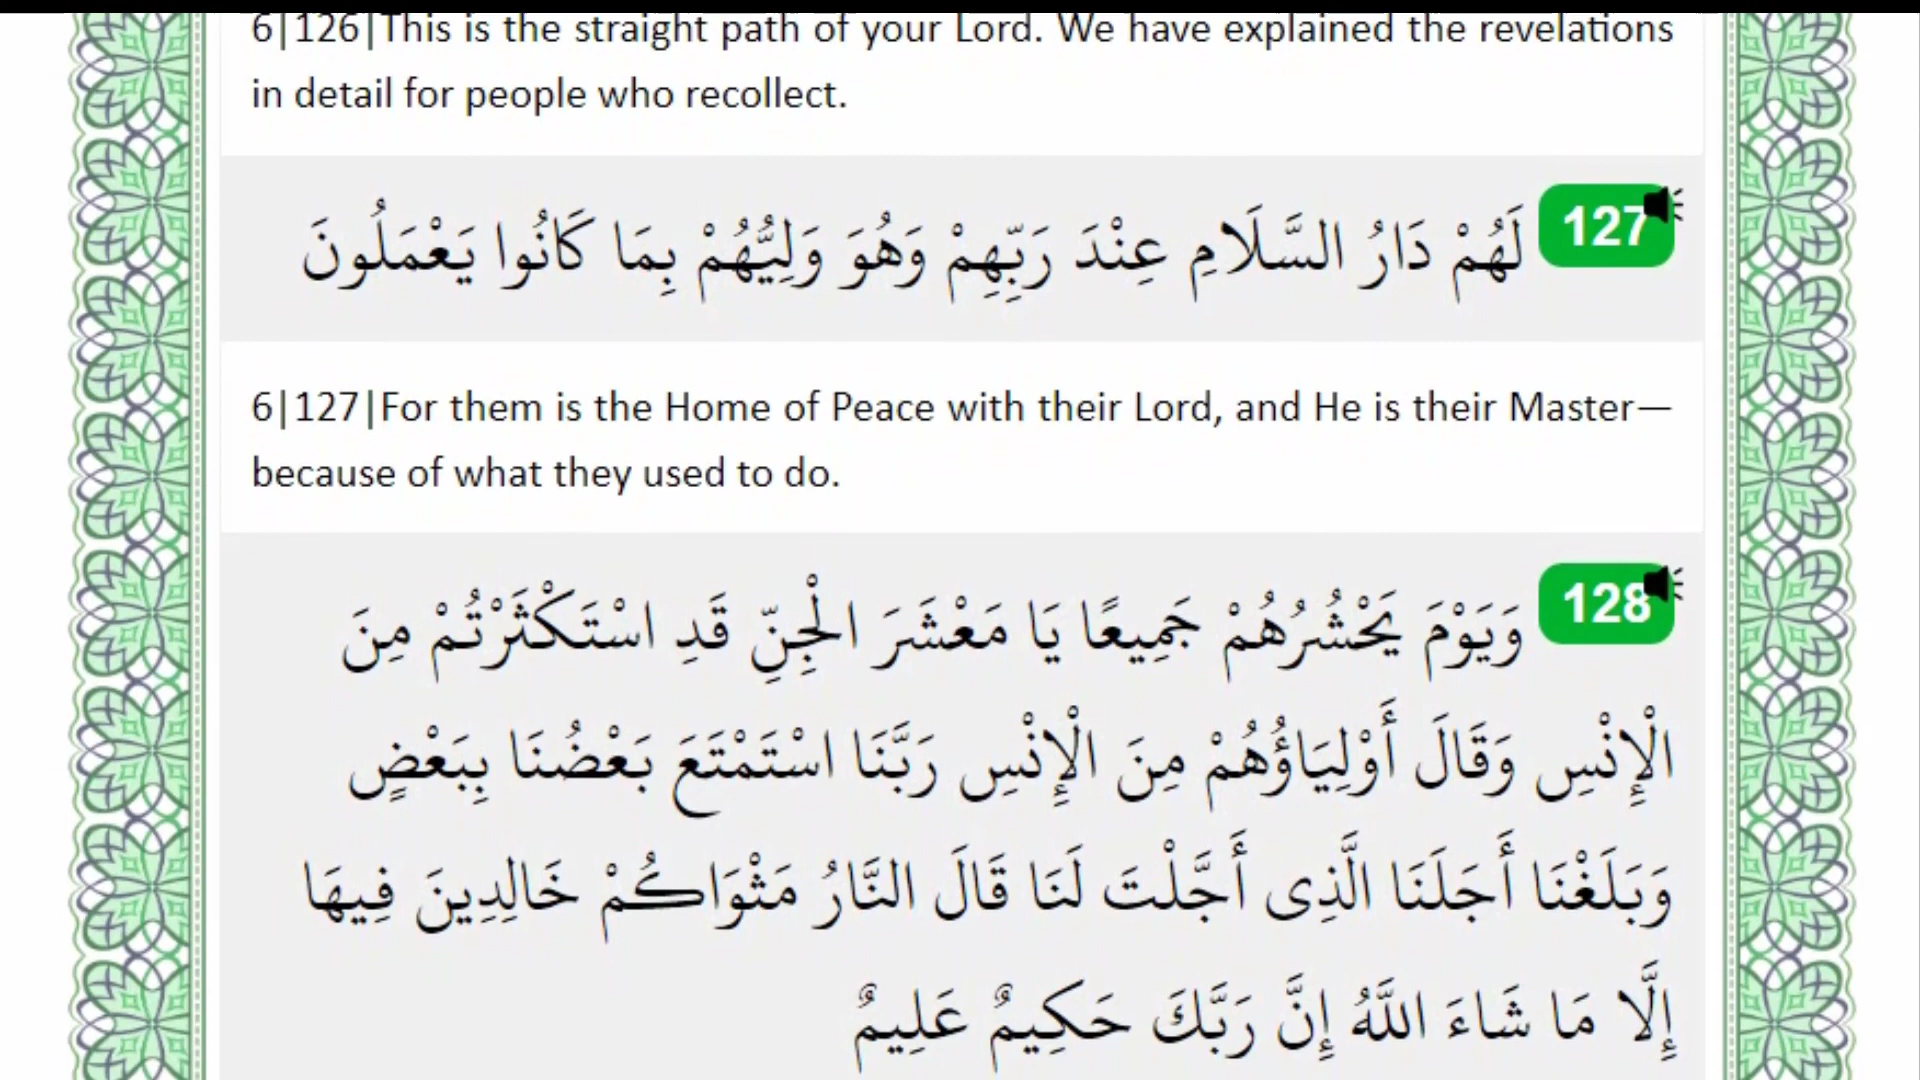 6|126|This is the straight path of your Lord. We have explained the revelations
in detail for people who recollect.
127 لَهُمْ دَارُ السَّلَامِ عِنْدَ رَبِّهِمْ وَهُوَ وَلِيُّهُمْ بِمَا كَانُوا يَعْمَلُونَ
6|127|For them is the Home of Peace with their Lord, and He is their Master—
because of what they used to do.
128 وَيَوْمَ يَحْشُرُهُمْ جَمِيعًا يَا مَعْشَرَ الْجِنِّ قَدِ اسْتَكْثَرْتُمْ مِنَ
الْإِنْسِ وَقَالَ أَوْلِيَاؤُهُمْ مِنَ الْإِنْسِ رَبَّنَا اسْتَمْتَعَ بَعْضُنَا بِبَعْضٍ
وَبَلَغْنَا أَجَلَنَا الَّذِى أَجَّلْتَ لَنَا قَالَ النَّارُ مَثْوَاكُمْ خَالِدِينَ فِيهَا
إِلَّا مَا شَاءَ اللَّهُ إِنَّ رَبَّكَ حَكِيمٌ عَلِيمٌ